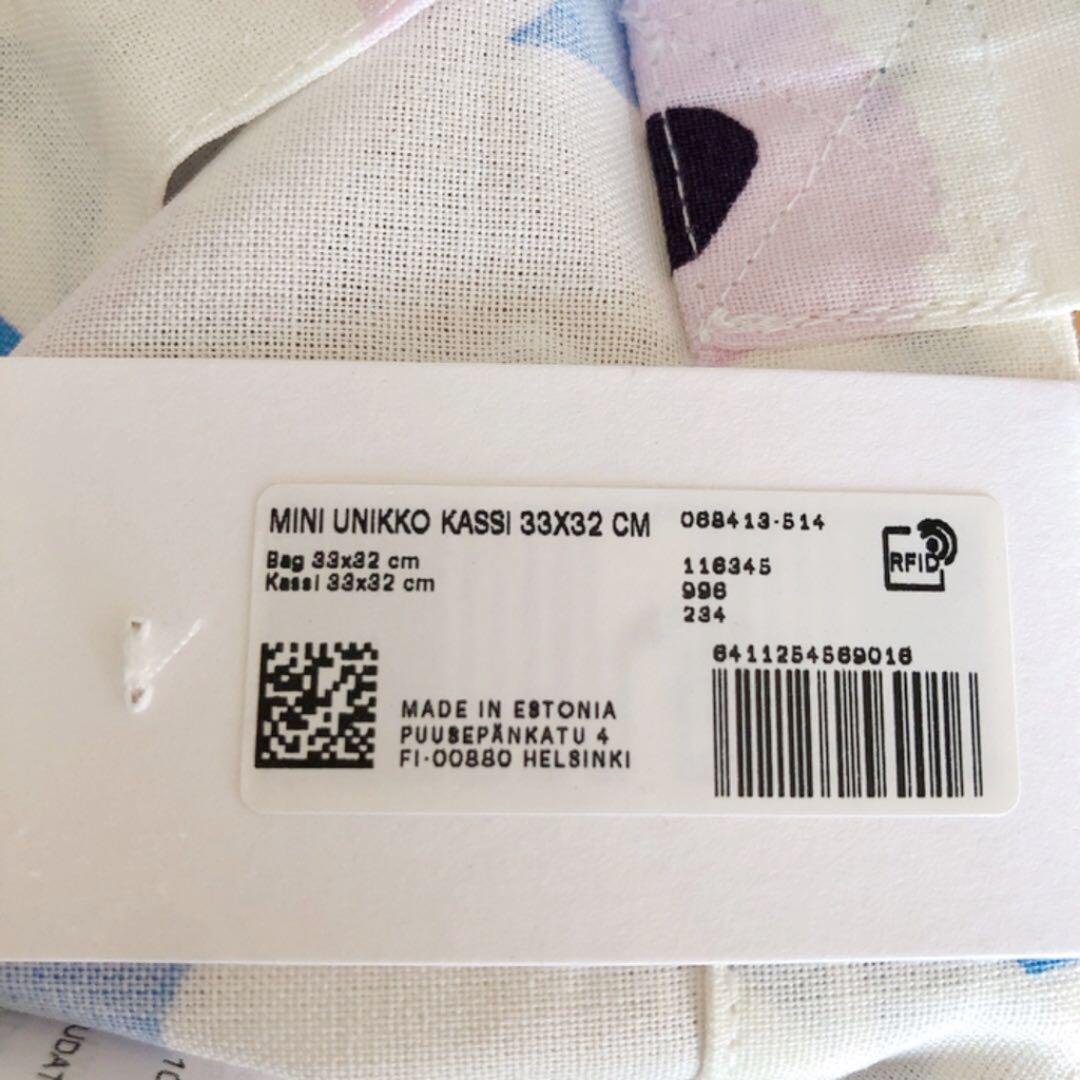 MINI UNIKKO KASSI 33X32 CM
068413-514
Bag 33x32 cm
Kassi 33x32 cm
116345
996
234
RFID
6411254569016
MADE IN ESTONIA
PUUSEPÄNKATU 4
FI-00880 HELSINKI